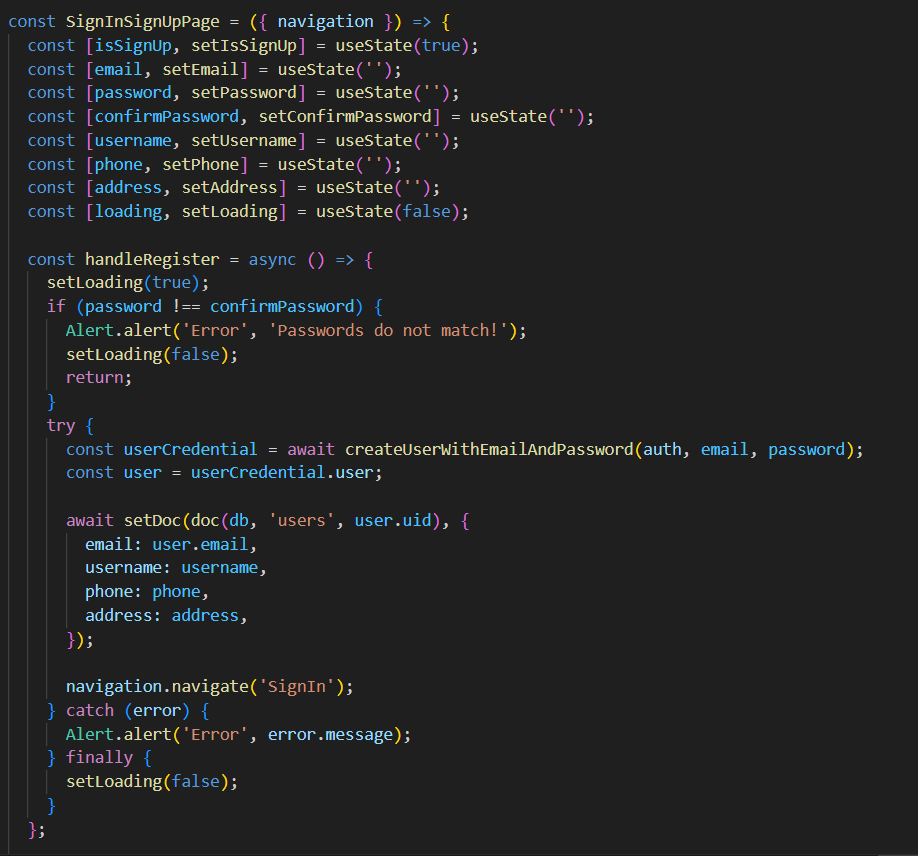 const SignInSignUpPage = ({ navigation }) => {
  const [isSignUp, setIsSignUp] = useState(true);
  const [email, setEmail] = useState('');
  const [password, setPassword] = useState('');
  const [confirmPassword, setConfirmPassword] = useState('');
  const [username, setUsername] = useState('');
  const [phone, setPhone] = useState('');
  const [address, setAddress] = useState('');
  const [loading, setLoading] = useState(false);

  const handleRegister = async () => {
    setLoading(true);
    if (password !== confirmPassword) {
      Alert.alert('Error', 'Passwords do not match!');
      setLoading(false);
      return;
    }
    try {
      const userCredential = await createUserWithEmailAndPassword(auth, email, password);
      const user = userCredential.user;

      await setDoc(doc(db, 'users', user.uid), {
        email: user.email,
        username: username,
        phone: phone,
        address: address,
      });

      navigation.navigate('SignIn');
    } catch (error) {
      Alert.alert('Error', error.message);
    } finally {
      setLoading(false);
    }
  };